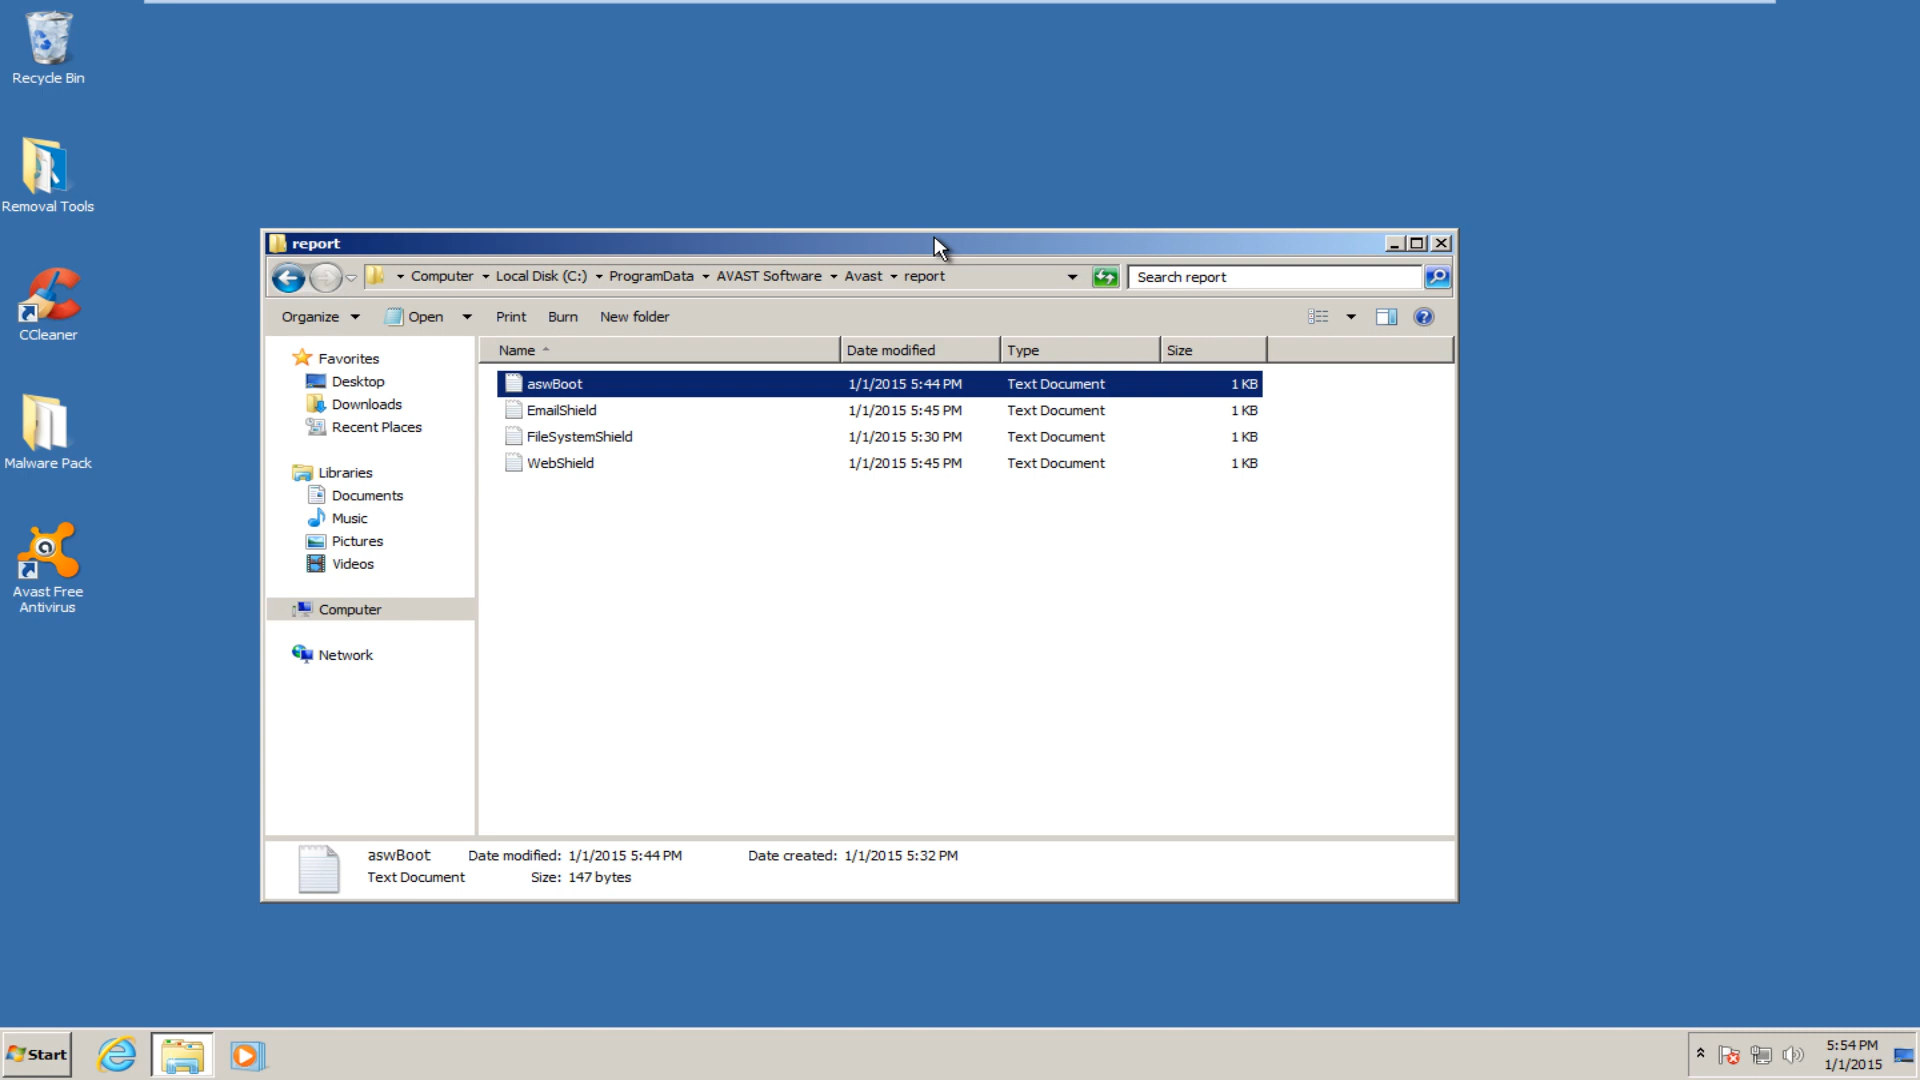 Recycle Bin
Removal Tools
CCleaner
Malware Pack
Avast Free
Antivirus
report
Computer Local Disk (C:) ProgramData AVAST Software Avast report
Search report
Organize Open Print Burn New folder
Favorites
Desktop
Downloads
Recent Places
Libraries
Documents
Music
Pictures
Videos
Computer
Network
Name Date modified Type Size
aswBoot 1/1/2015 5:44 PM Text Document 1 KB
EmailShield 1/1/2015 5:45 PM Text Document 1 KB
FileSystemShield 1/1/2015 5:30 PM Text Document 1 KB
WebShield 1/1/2015 5:45 PM Text Document 1 KB
aswBoot Date modified: 1/1/2015 5:44 PM Date created: 1/1/2015 5:32 PM
Text Document Size: 147 bytes
Start
5:54 PM
1/1/2015